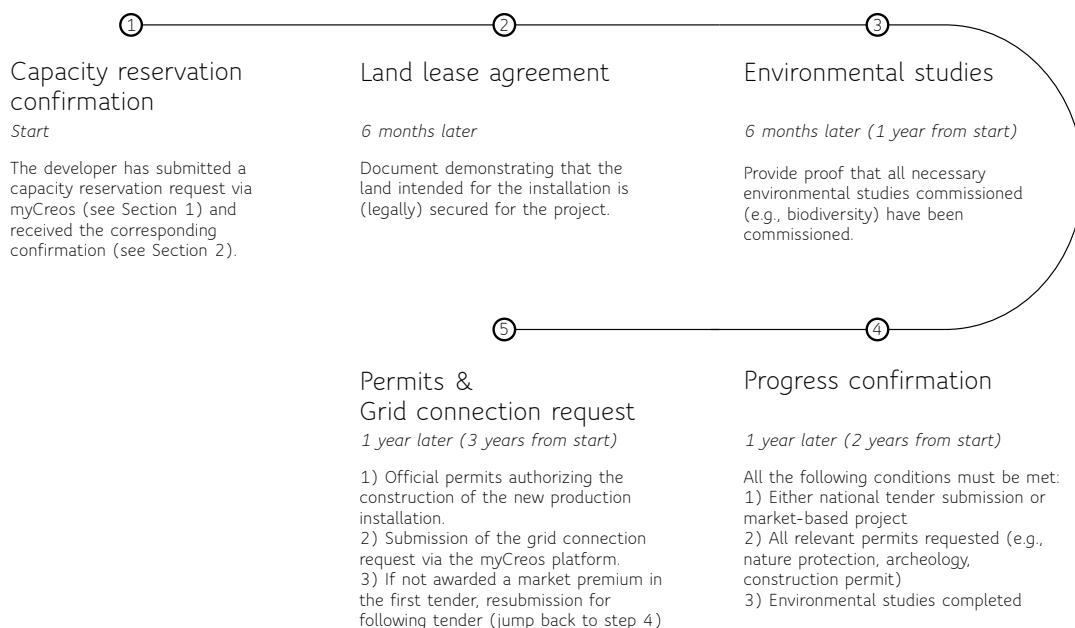 1
2
3
Capacity reservation
confirmation
Start
The developer has submitted a
capacity reservation request via
myCreos (see Section 1) and
received the corresponding
confirmation (see Section 2).
Land lease agreement
6 months later
Document demonstrating that the
land intended for the installation is
(legally) secured for the project.
Environmental studies
6 months later (1 year from start)
Provide proof that all necessary
environmental studies commissioned
(e.g., biodiversity) have been
commissioned.
5
4
Permits &
Grid connection request
1 year later (3 years from start)
1) Official permits authorizing the
construction of the new production
installation.
2) Submission of the grid connection
request via the myCreos platform.
3) If not awarded a market premium in
the first tender, resubmission for
following tender (jump back to step 4)
Progress confirmation
1 year later (2 years from start)
All the following conditions must be met:
1) Either national tender submission or
market-based project
2) All relevant permits requested (e.g.,
nature protection, archeology,
construction permit)
3) Environmental studies completed